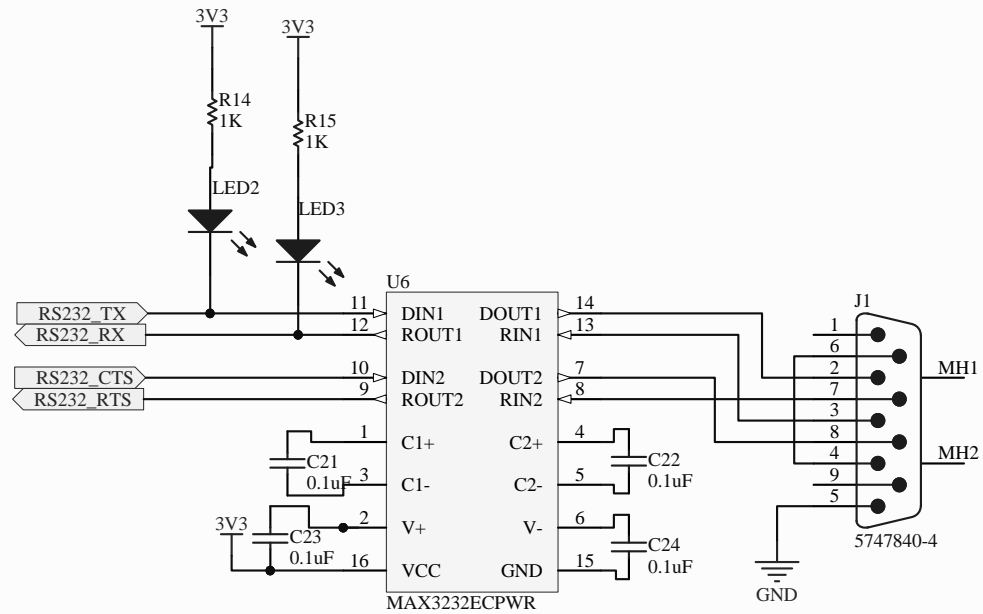 3V3
3V3
R14
1K
R15
1K
LED2
LED3
U6
RS232_TX
11
DIN1
DOUT1
14
RS232_RX
12
ROUT1
RIN1
13
RS232_CTS
10
DIN2
DOUT2
7
RS232_RTS
9
ROUT2
RIN2
8
1
C1+
C2+
4
C21
0.1uF
3
C1-
C2-
5
C22
0.1uF
3V3
C23
0.1uF
2
V+
V-
6
16
VCC
GND
15
C24
0.1uF
MAX3232ECPWR
J1
1
6
2
7
3
8
4
9
5
MH1
MH2
5747840-4
GND